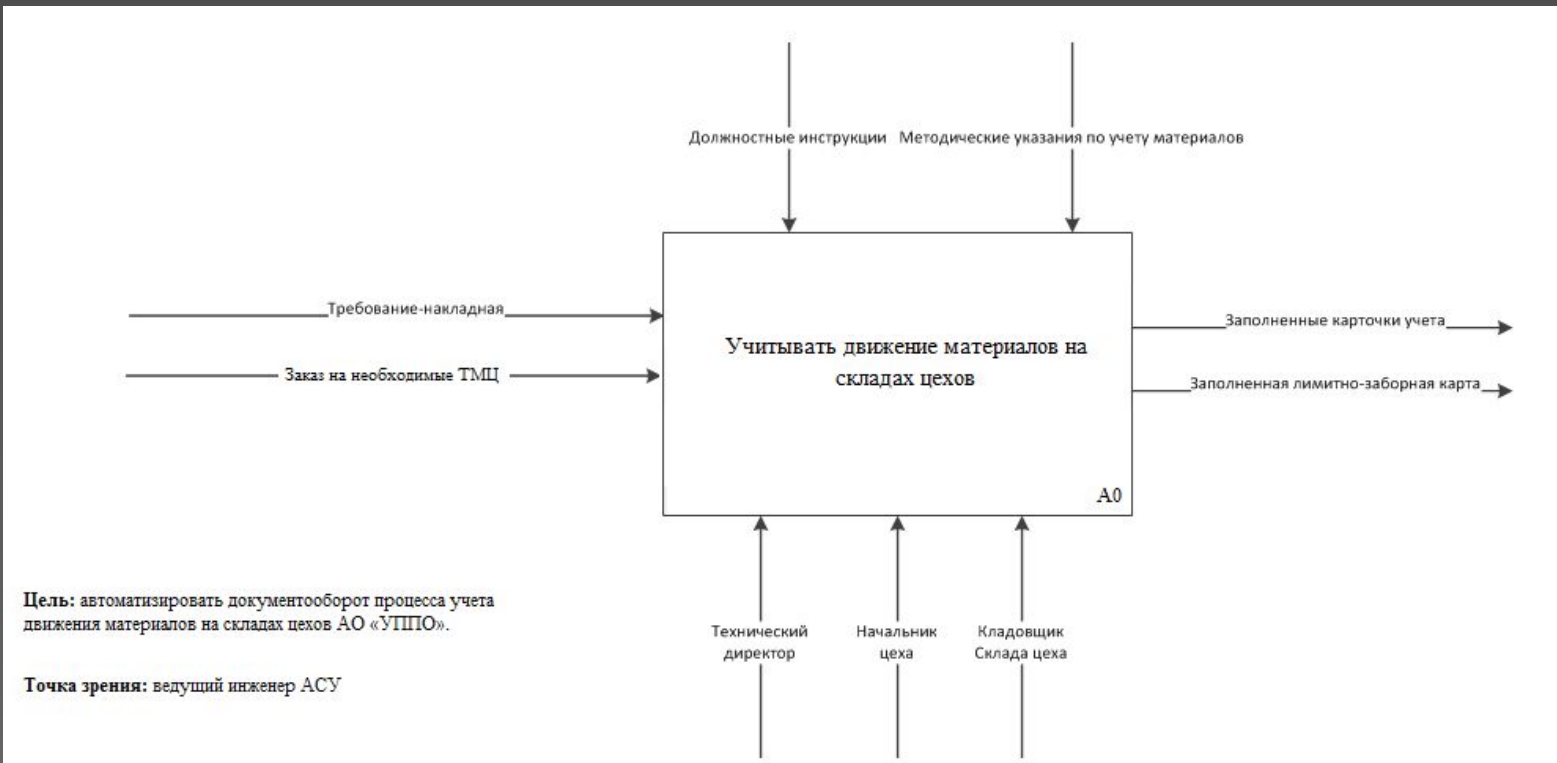 Должностные инструкции
Методические указания по учету материалов
Требование-накладная
Заказ на необходимые ТМЦ
Учитывать движение материалов на
складах цехов
А0
Заполненные карточки учета
Заполненная лимитно-заборная карта
Цель: автоматизировать документооборот процесса учета
движения материалов на складах цехов АО «УППО».
Точка зрения: ведущий инженер АСУ
Технический
директор
Начальник
цеха
Кладовщик
Склада цеха